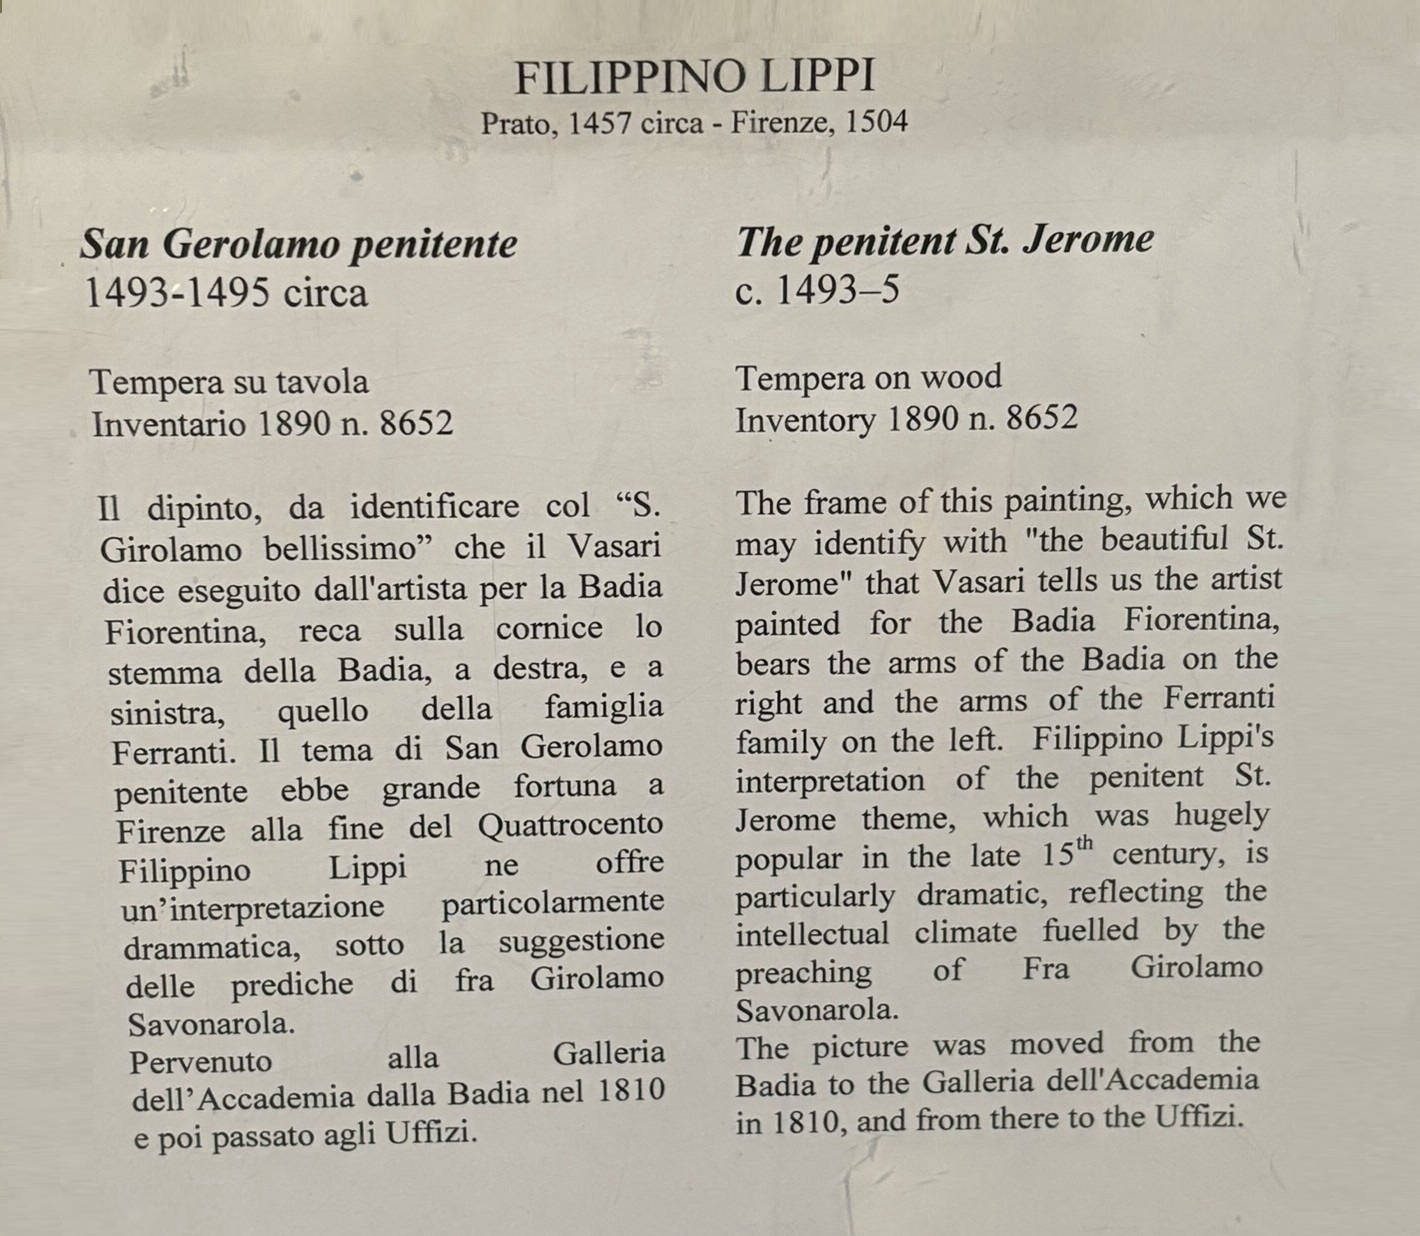 FILIPPINO LIPPI
Prato, 1457 circa - Firenze, 1504
San Gerolamo penitente
1493-1495 circa
Tempera su tavola
Inventario 1890 n. 8652
Il dipinto, da identificare col “S.
Girolamo bellissimo” che il Vasari
dice eseguito dall'artista per la Badia
Fiorentina, reca sulla cornice lo
stemma della Badia, a destra, e a
sinistra, quello della famiglia
Ferranti. Il tema di San Gerolamo
penitente ebbe grande fortuna a
Firenze alla fine del Quattrocento
Filippino Lippi ne offre
un’interpretazione particolarmente
drammatica, sotto la suggestione
delle prediche di fra Girolamo
Savonarola.
Pervenuto alla Galleria
dell’Accademia dalla Badia nel 1810
e poi passato agli Uffizi.
The penitent St. Jerome
c. 1493–5
Tempera on wood
Inventory 1890 n. 8652
The frame of this painting, which we
may identify with "the beautiful St.
Jerome" that Vasari tells us the artist
painted for the Badia Fiorentina,
bears the arms of the Badia on the
right and the arms of the Ferranti
family on the left. Filippino Lippi's
interpretation of the penitent St.
Jerome theme, which was hugely
popular in the late 15th century, is
particularly dramatic, reflecting the
intellectual climate fuelled by the
preaching of Fra Girolamo
Savonarola.
The picture was moved from the
Badia to the Galleria dell'Accademia
in 1810, and from there to the Uffizi.